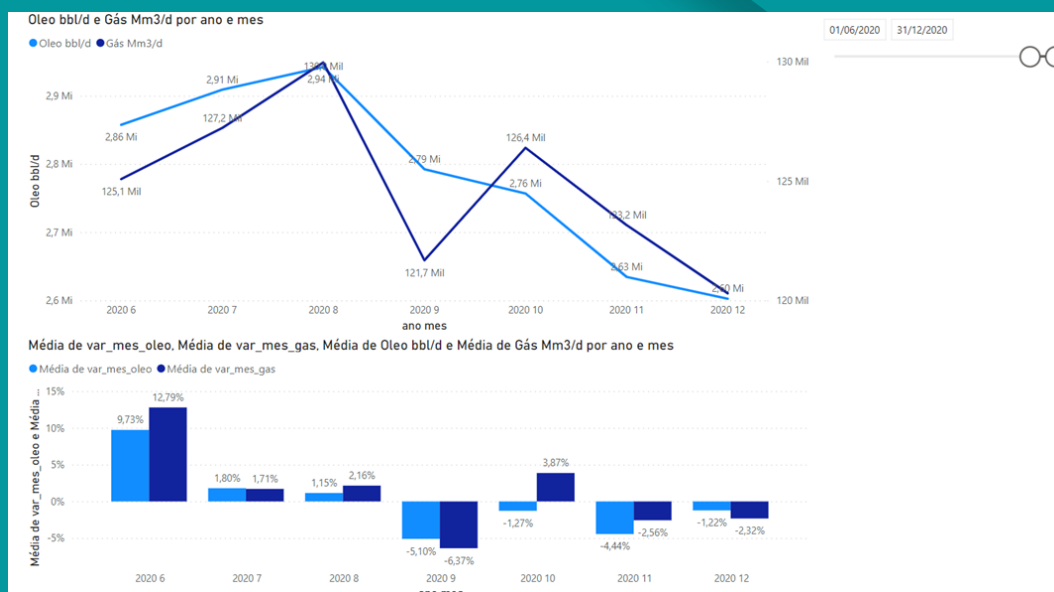 Oleo bbl/d e Gás Mm3/d por ano e mes
Oleo bbl/d Gás Mm3/d
01/06/2020 31/12/2020
Oleo bbl/d
2,9 Mi
2,8 Mi
2,7 Mi
2,6 Mi
130 Mil
125 Mil
120 Mil
2,86 Mi
2,91 Mi
2,94 Mi
2,79 Mi
2,76 Mi
2,63 Mi
2,60 Mi
125,1 Mil
127,2 Mil
121,7 Mil
126,4 Mil
2020 6 2020 7 2020 8 2020 9 2020 10 2020 11 2020 12
ano mes
Média de var_mes_oleo, Média de var_mes_gas, Média de Oleo bbl/d e Média de Gás Mm3/d por ano e mes
Média de var_mes_oleo Média de var_mes_gas
Média de var_mes_oleo e Média ...
15%
10%
5%
0%
-5%
9,73% 12,79%
1,80% 1,71%
1,15% 2,16%
-5,10% -6,37%
-1,27% 3,87%
-4,44% -2,56%
-1,22% -2,32%
2020 6 2020 7 2020 8 2020 9 2020 10 2020 11 2020 12